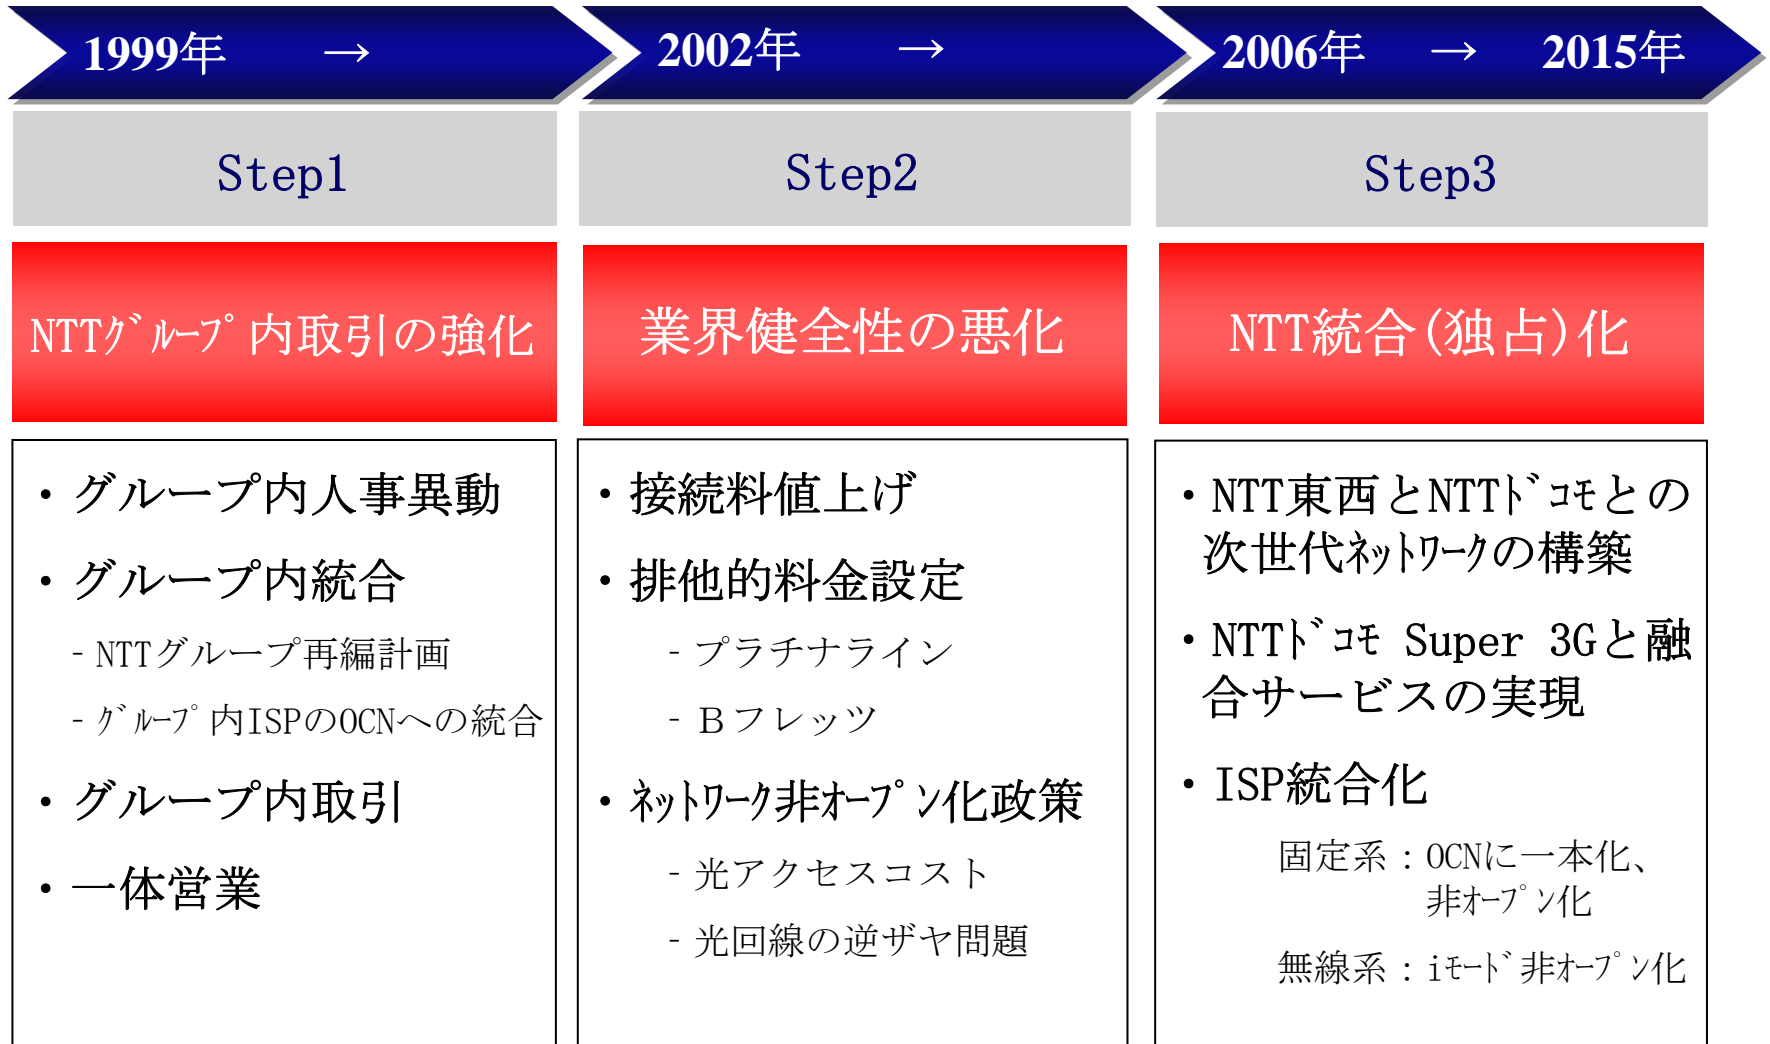 1999年 →
2002年 →
2006年 → 2015年
Step1
Step2
Step3
NTTｸﾞﾙｰﾌﾟ内取引の強化
業界健全性の悪化
NTT統合(独占)化
・グループ内人事異動
・グループ内統合
- NTTグループ再編計画
- ｸﾞﾙｰﾌﾟ内ISPのOCNへの統合
・グループ内取引
・一体営業
・接続料値上げ
・排他的料金設定
- プラチナライン
- Ｂフレッツ
・ﾈｯﾄﾜｰｸ非ｵｰﾌﾟﾝ化政策
- 光アクセスコスト
- 光回線の逆ザヤ問題
・NTT東西とNTTﾄﾞｺﾓとの
次世代ﾈｯﾄﾜｰｸの構築
・NTTﾄﾞｺﾓ Super 3Gと融
合サービスの実現
・ISP統合化
固定系：OCNに一本化、
非ｵｰﾌﾟﾝ化
無線系：iﾓｰﾄﾞ非ｵｰﾌﾟﾝ化